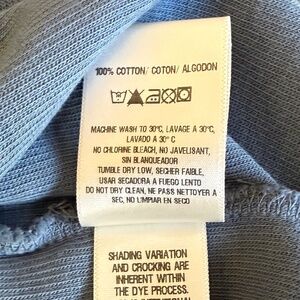 100% COTTON/ COTON/ ALGODON
MACHINE WASH TO 30°C, LAVAGE A 30°C,
LAVADO A 30° C
NO CHLORINE BLEACH, NO JAVELISANT,
SIN BLANQUEADOR
TUMBLE DRY LOW, SECHER FAIBLE,
USAR SECADORA A FUEGO LENTO
DO NOT DRY CLEAN, NE PAS NETTOYER A
SEC, NO LIMPIAR EN SECO
SHADING VARIATION
AND CROCKING ARE
INHERENT WITHIN
THE DYE PROCESS.